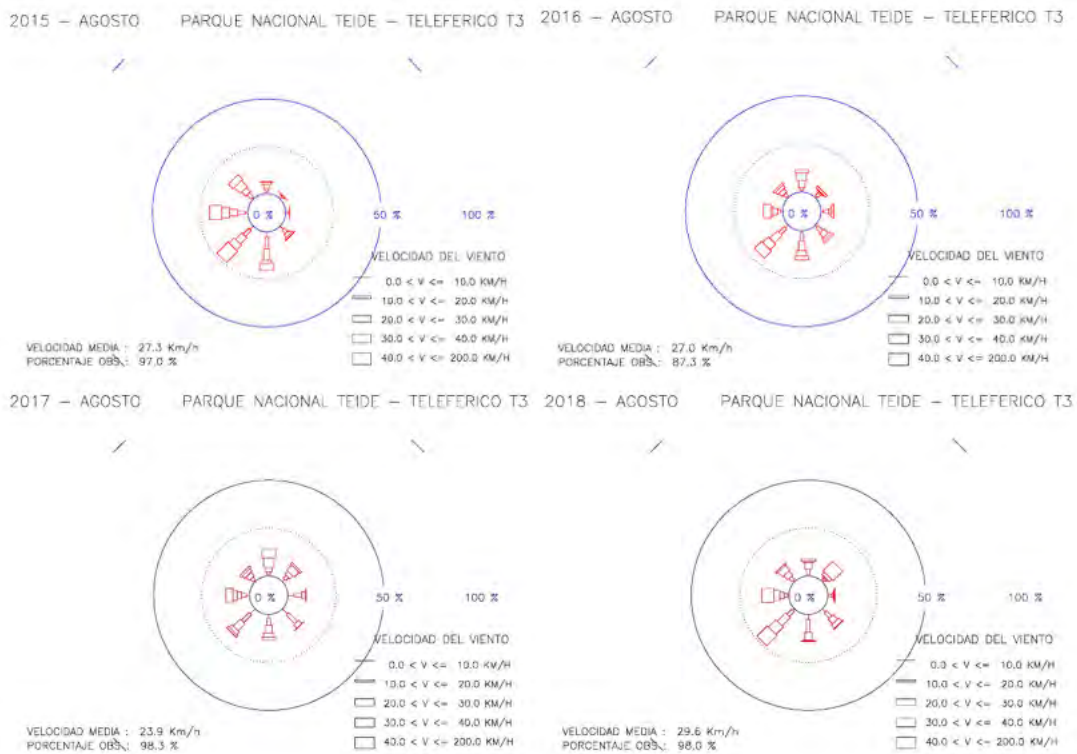 2015 – AGOSTO PARQUE NACIONAL TEIDE – TELEFERICO T3
0 % 50 % 100 %
VELOCIDAD DEL VIENTO
0.0 < V <= 10.0 KM/H
10.0 < V <= 20.0 KM/H
20.0 < V <= 30.0 KM/H
30.0 < V <= 40.0 KM/H
40.0 < V <= 200.0 KM/H
VELOCIDAD MEDIA : 27.3 Km/h
PORCENTAJE OBS.: 97.0 %
2016 – AGOSTO PARQUE NACIONAL TEIDE – TELEFERICO T3
0 % 50 % 100 %
VELOCIDAD DEL VIENTO
0.0 < V <= 10.0 KM/H
10.0 < V <= 20.0 KM/H
20.0 < V <= 30.0 KM/H
30.0 < V <= 40.0 KM/H
40.0 < V <= 200.0 KM/H
VELOCIDAD MEDIA : 27.0 Km/h
PORCENTAJE OBS.: 87.3 %
2017 – AGOSTO PARQUE NACIONAL TEIDE – TELEFERICO T3
0 % 50 % 100 %
VELOCIDAD DEL VIENTO
0.0 < V <= 10.0 KM/H
10.0 < V <= 20.0 KM/H
20.0 < V <= 30.0 KM/H
30.0 < V <= 40.0 KM/H
40.0 < V <= 200.0 KM/H
VELOCIDAD MEDIA : 23.9 Km/h
PORCENTAJE OBS.: 98.3 %
2018 – AGOSTO PARQUE NACIONAL TEIDE – TELEFERICO T3
0 % 50 % 100 %
VELOCIDAD DEL VIENTO
0.0 < V <= 10.0 KM/H
10.0 < V <= 20.0 KM/H
20.0 < V <= 30.0 KM/H
30.0 < V <= 40.0 KM/H
40.0 < V <= 200.0 KM/H
VELOCIDAD MEDIA : 29.6 Km/h
PORCENTAJE OBS.: 98.0 %